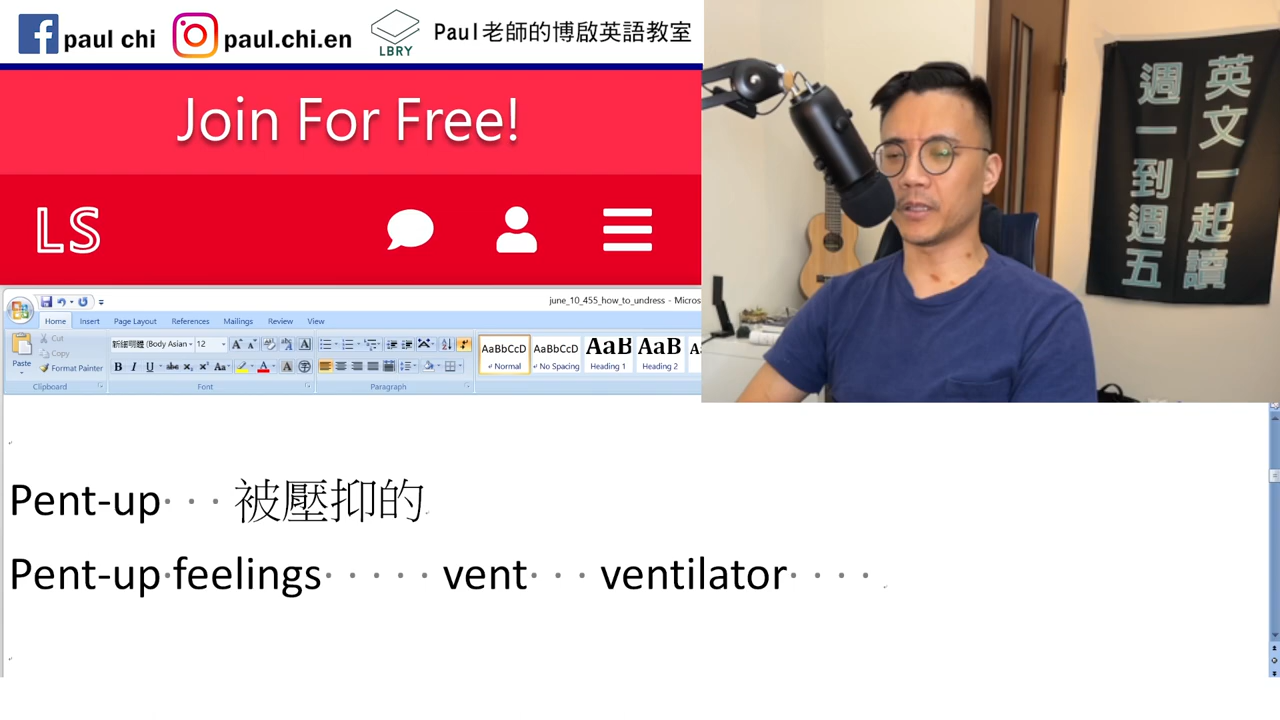 paul chi paul.chi.en LBRY Paul老師的博啟英語教室
Join For Free!
LS
june_10_455_how_to_undress - Micros
Home Insert Page Layout References Mailings Review View
Cut
Copy
Format Painter
Paste
Clipboard
新細明體 (Body Asian 12
Font
Paragraph
AaBbCcD AaBbCcD AaBb AaBb
Normal No Spacing Heading 1 Heading 2
Pent-up 被壓抑的
Pent-up feelings vent ventilator
英文一起讀
週一到週五